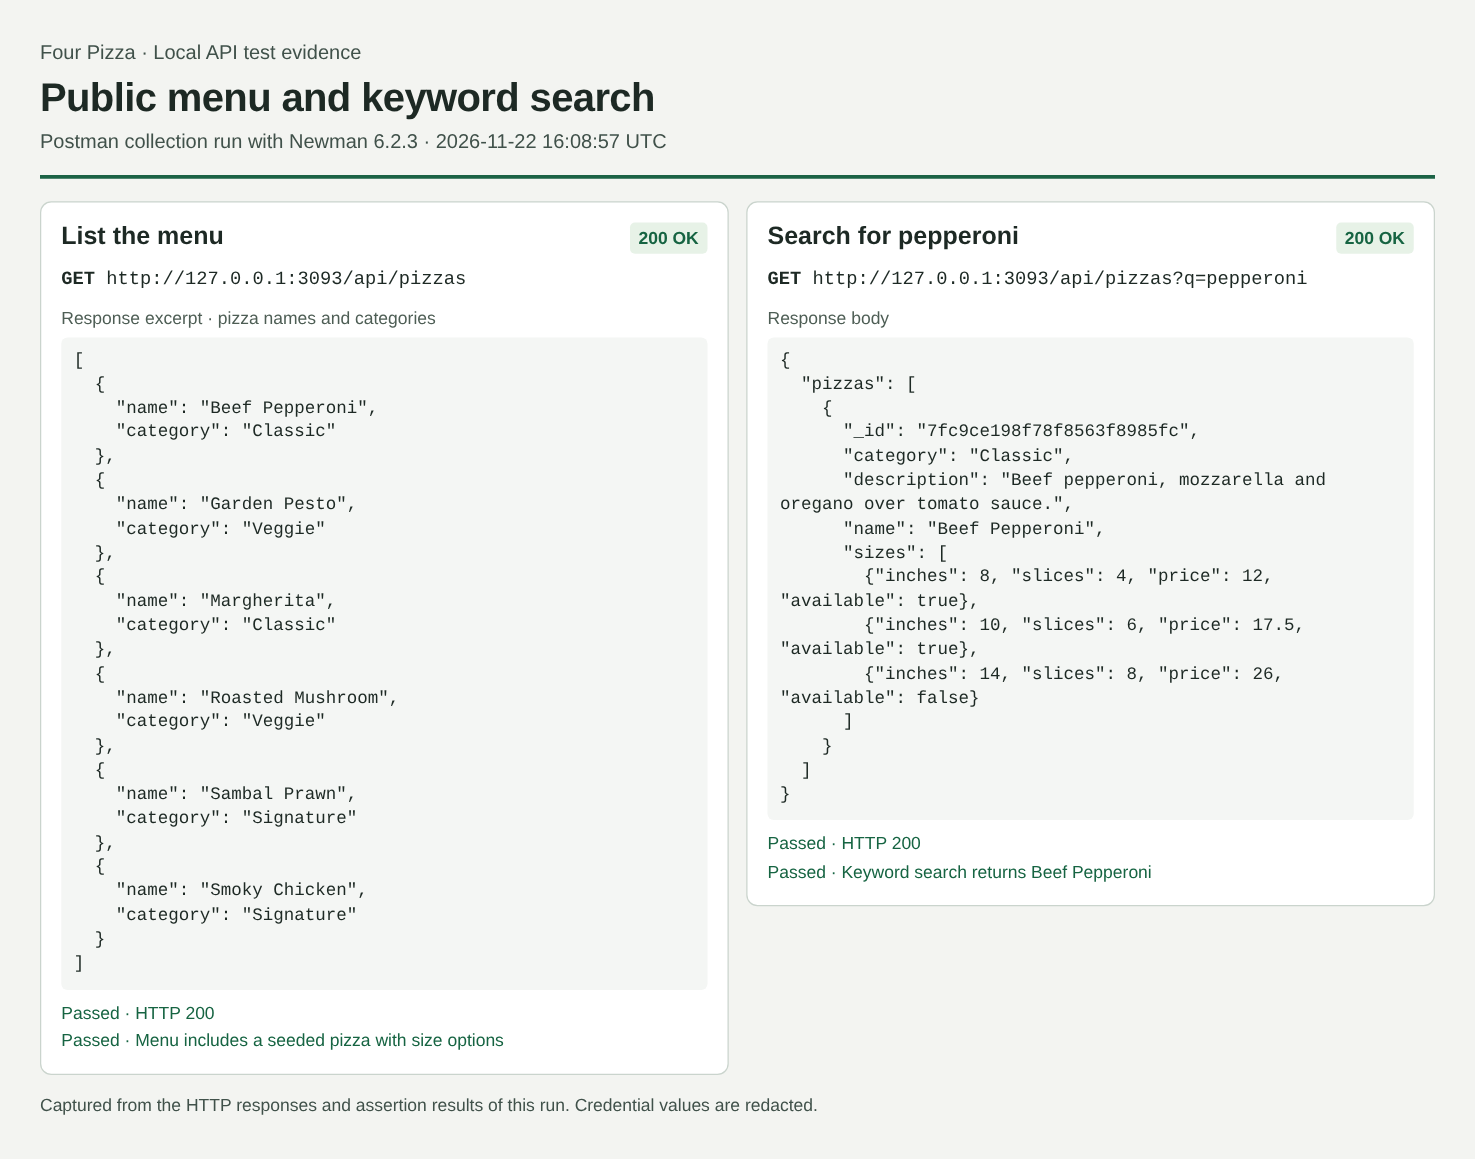 Four Pizza · Local API test evidence
Public menu and keyword search
Postman collection run with Newman 6.2.3 · 2026-11-22 16:08:57 UTC
List the menu
200 OK
GET http://127.0.0.1:3093/api/pizzas
Response excerpt · pizza names and categories
[
  {
    "name": "Beef Pepperoni",
    "category": "Classic"
  },
  {
    "name": "Garden Pesto",
    "category": "Veggie"
  },
  {
    "name": "Margherita",
    "category": "Classic"
  },
  {
    "name": "Roasted Mushroom",
    "category": "Veggie"
  },
  {
    "name": "Sambal Prawn",
    "category": "Signature"
  },
  {
    "name": "Smoky Chicken",
    "category": "Signature"
  }
]
Passed · HTTP 200
Passed · Menu includes a seeded pizza with size options
Search for pepperoni
200 OK
GET http://127.0.0.1:3093/api/pizzas?q=pepperoni
Response body
{
  "pizzas": [
    {
      "_id": "7fc9ce198f78f8563f8985fc",
      "category": "Classic",
      "description": "Beef pepperoni, mozzarella and
oregano over tomato sauce.",
      "name": "Beef Pepperoni",
      "sizes": [
        {"inches": 8, "slices": 4, "price": 12,
"available": true},
        {"inches": 10, "slices": 6, "price": 17.5,
"available": true},
        {"inches": 14, "slices": 8, "price": 26,
"available": false}
      ]
    }
  ]
}
Passed · HTTP 200
Passed · Keyword search returns Beef Pepperoni
Captured from the HTTP responses and assertion results of this run. Credential values are redacted.